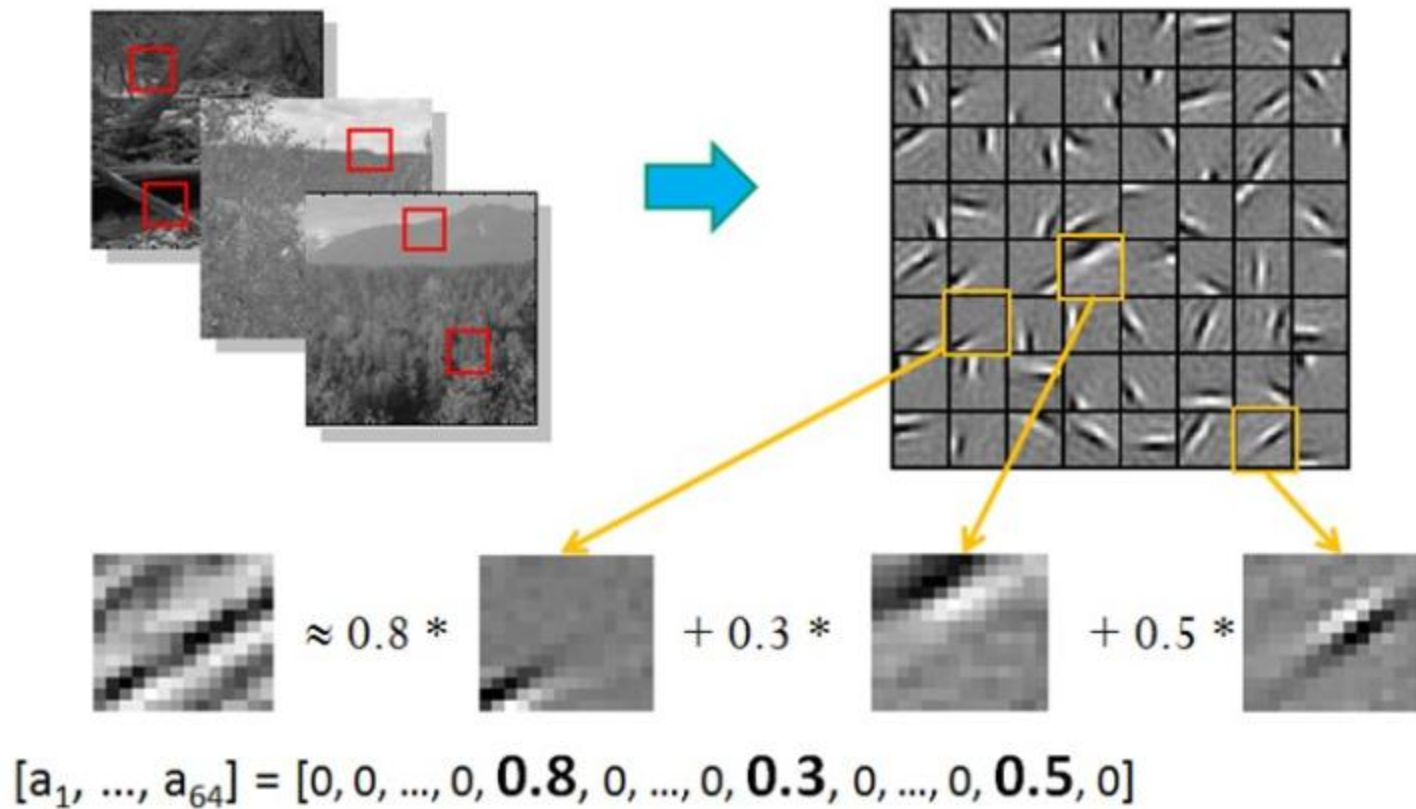 ≈ 0.8 * + 0.3 * + 0.5 *
[a₁, ..., a₆₄] = [0, 0, ..., 0, 0.8, 0, ..., 0, 0.3, 0, ..., 0, 0.5, 0]